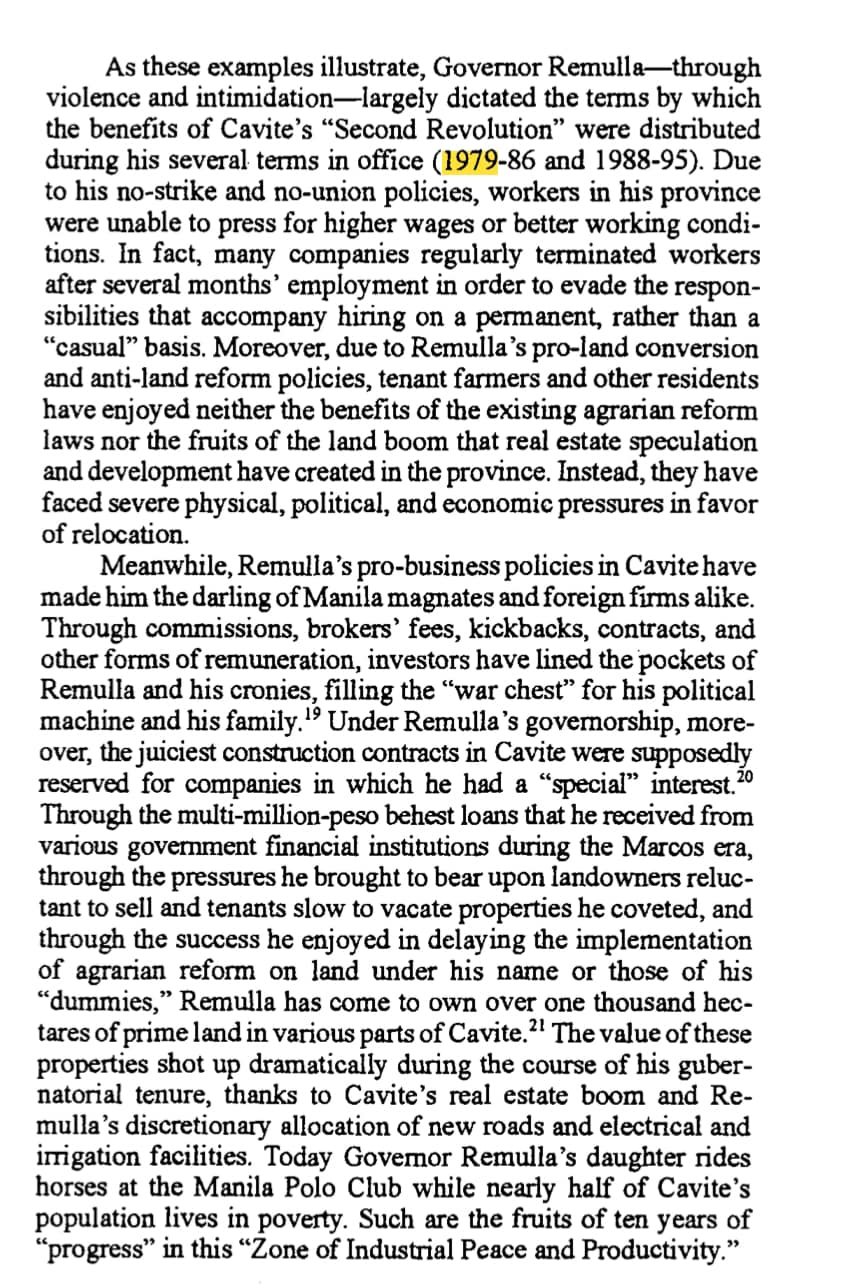 As these examples illustrate, Governor Remulla—through
violence and intimidation—largely dictated the terms by which
the benefits of Cavite's “Second Revolution” were distributed
during his several terms in office (1979-86 and 1988-95). Due
to his no-strike and no-union policies, workers in his province
were unable to press for higher wages or better working condi-
tions. In fact, many companies regularly terminated workers
after several months' employment in order to evade the respon-
sibilities that accompany hiring on a permanent, rather than a
“casual” basis. Moreover, due to Remulla's pro-land conversion
and anti-land reform policies, tenant farmers and other residents
have enjoyed neither the benefits of the existing agrarian reform
laws nor the fruits of the land boom that real estate speculation
and development have created in the province. Instead, they have
faced severe physical, political, and economic pressures in favor
of relocation.
Meanwhile, Remulla's pro-business policies in Cavite have
made him the darling of Manila magnates and foreign firms alike.
Through commissions, brokers' fees, kickbacks, contracts, and
other forms of remuneration, investors have lined the pockets of
Remulla and his cronies, filling the “war chest” for his political
machine and his family.¹⁹ Under Remulla's governorship, more-
over, the juiciest construction contracts in Cavite were supposedly
reserved for companies in which he had a “special” interest.²⁰
Through the multi-million-peso behest loans that he received from
various government financial institutions during the Marcos era,
through the pressures he brought to bear upon landowners reluc-
tant to sell and tenants slow to vacate properties he coveted, and
through the success he enjoyed in delaying the implementation
of agrarian reform on land under his name or those of his
“dummies,” Remulla has come to own over one thousand hec-
tares of prime land in various parts of Cavite.²¹ The value of these
properties shot up dramatically during the course of his guber-
natorial tenure, thanks to Cavite's real estate boom and Re-
mulla's discretionary allocation of new roads and electrical and
irrigation facilities. Today Governor Remulla's daughter rides
horses at the Manila Polo Club while nearly half of Cavite's
population lives in poverty. Such are the fruits of ten years of
“progress” in this “Zone of Industrial Peace and Productivity.”